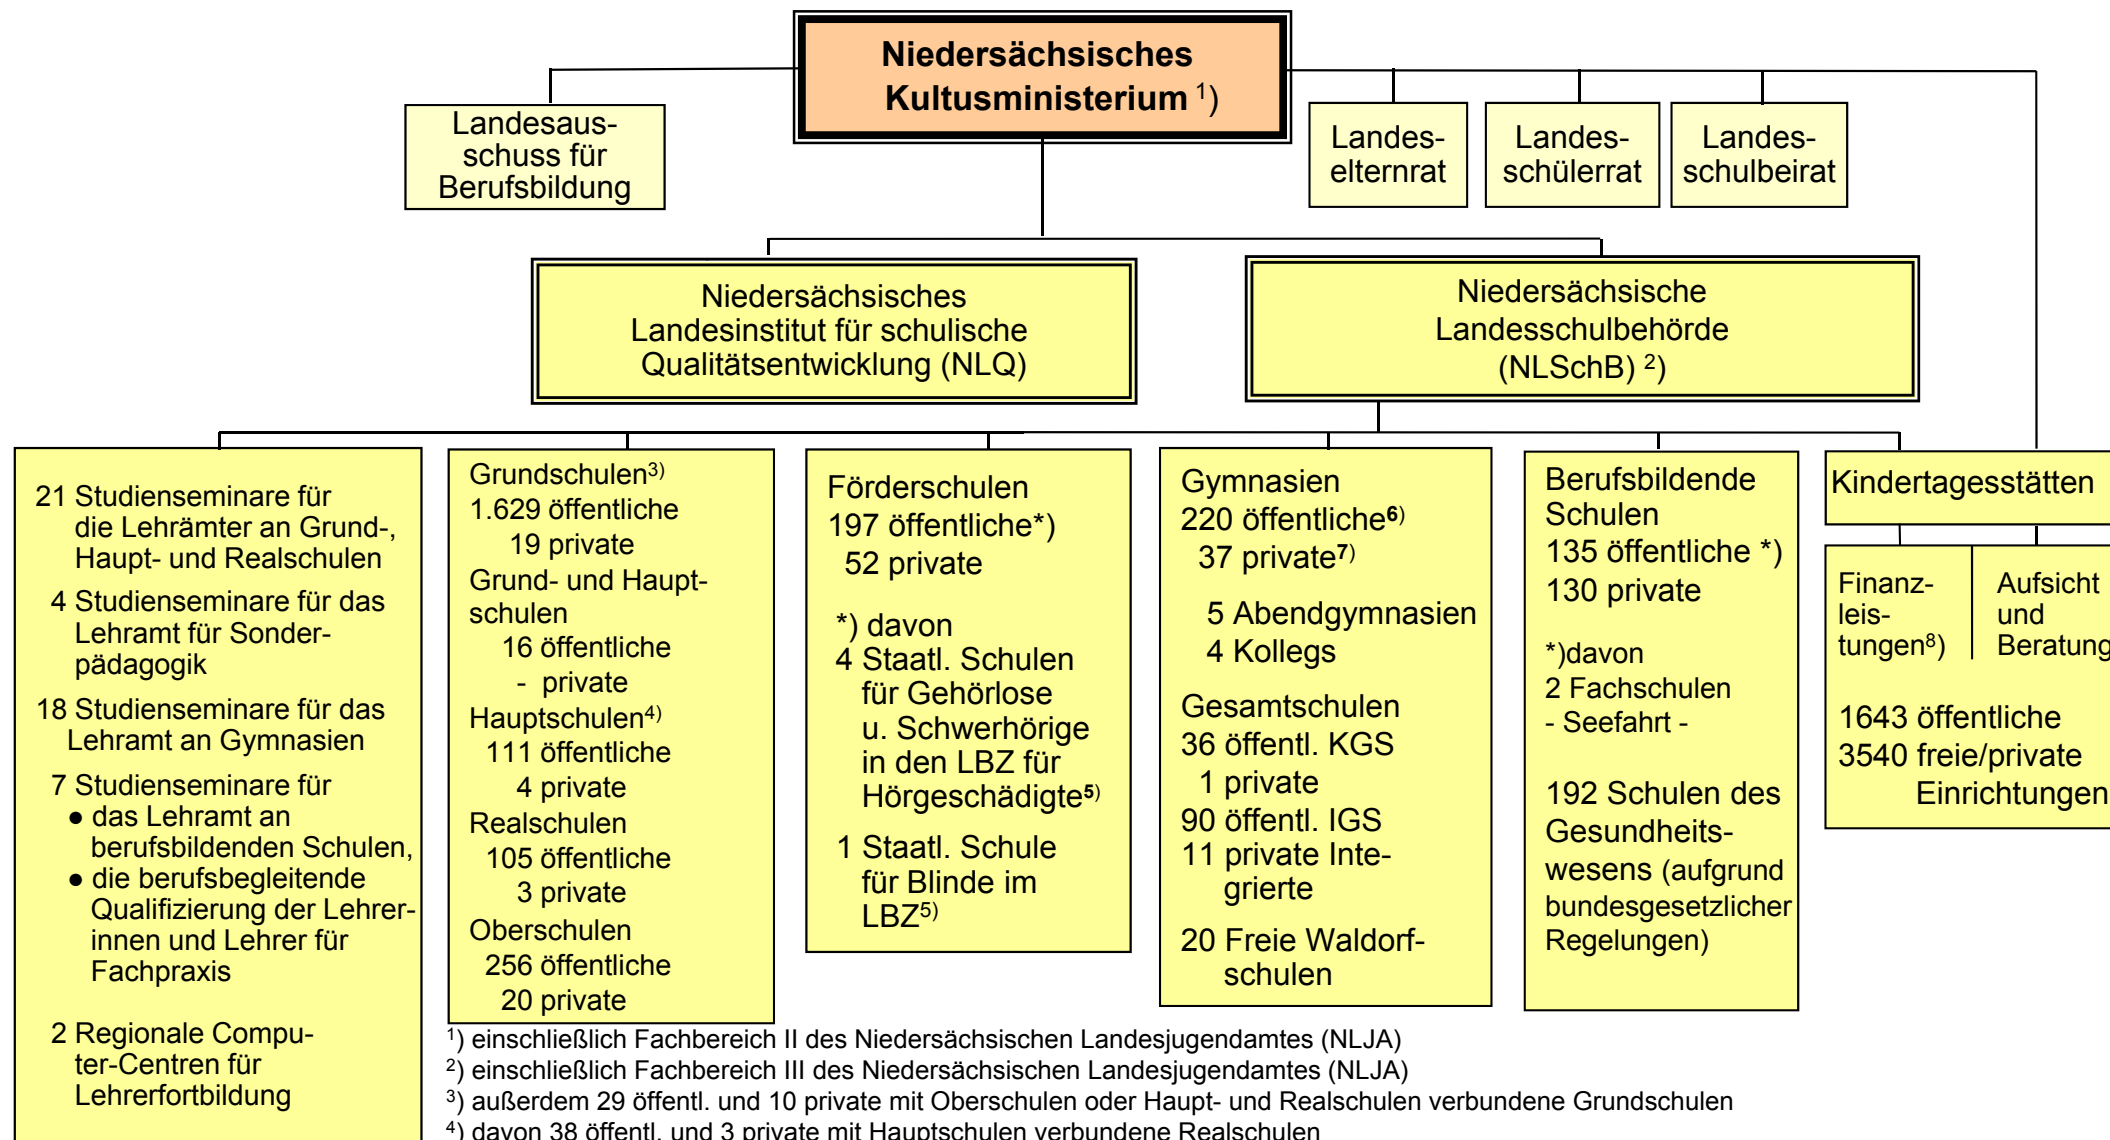 Niedersächsisches
Kultusministerium ¹)
Landesaus-
schuss für
Berufsbildung
Landes-
elternrat
Landes-
schülerrat
Landes-
schulbeirat
Niedersächsisches
Landesinstitut für schulische
Qualitätsentwicklung (NLQ)
Niedersächsische
Landesschulbehörde
(NLSchB) ²)
21 Studienseminare für
die Lehrämter an Grund-,
Haupt- und Realschulen
4 Studienseminare für das
Lehramt für Sonder-
pädagogik
18 Studienseminare für das
Lehramt an Gymnasien
7 Studienseminare für
● das Lehramt an
berufsbildenden Schulen,
● die berufsbegleitende
Qualifizierung der Lehrer-
innen und Lehrer für
Fachpraxis
2 Regionale Compu-
ter-Centren für
Lehrerfortbildung
Grundschulen³⁾
1.629 öffentliche
19 private
Grund- und Haupt-
schulen
16 öffentliche
- private
Hauptschulen⁴⁾
111 öffentliche
4 private
Realschulen
105 öffentliche
3 private
Oberschulen
256 öffentliche
20 private
Förderschulen
197 öffentliche*)
52 private
*) davon
4 Staatl. Schulen
für Gehörlose
u. Schwerhörige
in den LBZ für
Hörgeschädigte⁵⁾
1 Staatl. Schule
für Blinde im
LBZ⁵⁾
Gymnasien
220 öffentliche⁶⁾
37 private⁷⁾
5 Abendgymnasien
4 Kollegs
Gesamtschulen
36 öffentl. KGS
1 private
90 öffentl. IGS
11 private Inte-
grierte
20 Freie Waldorf-
schulen
Berufsbildende
Schulen
135 öffentliche *)
130 private
*)davon
2 Fachschulen
- Seefahrt -
192 Schulen des
Gesundheits-
wesens (aufgrund
bundesgesetzlicher
Regelungen)
Kindertagesstätten
Finanz-
leis-
tungen⁸)
Aufsicht
und
Beratung
1643 öffentliche
3540 freie/private
Einrichtungen
¹) einschließlich Fachbereich II des Niedersächsischen Landesjugendamtes (NLJA)
²) einschließlich Fachbereich III des Niedersächsischen Landesjugendamtes (NLJA)
³) außerdem 29 öffentl. und 10 private mit Oberschulen oder Haupt- und Realschulen verbundene Grundschulen
⁴) davon 38 öffentl. und 3 private mit Hauptschulen verbundene Realschulen